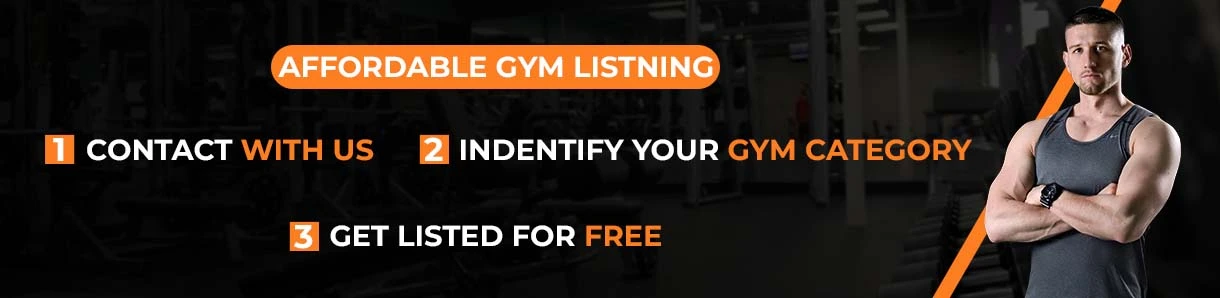 AFFORDABLE GYM LISTNING
1 CONTACT WITH US
2 INDENTIFY YOUR GYM CATEGORY
3 GET LISTED FOR FREE